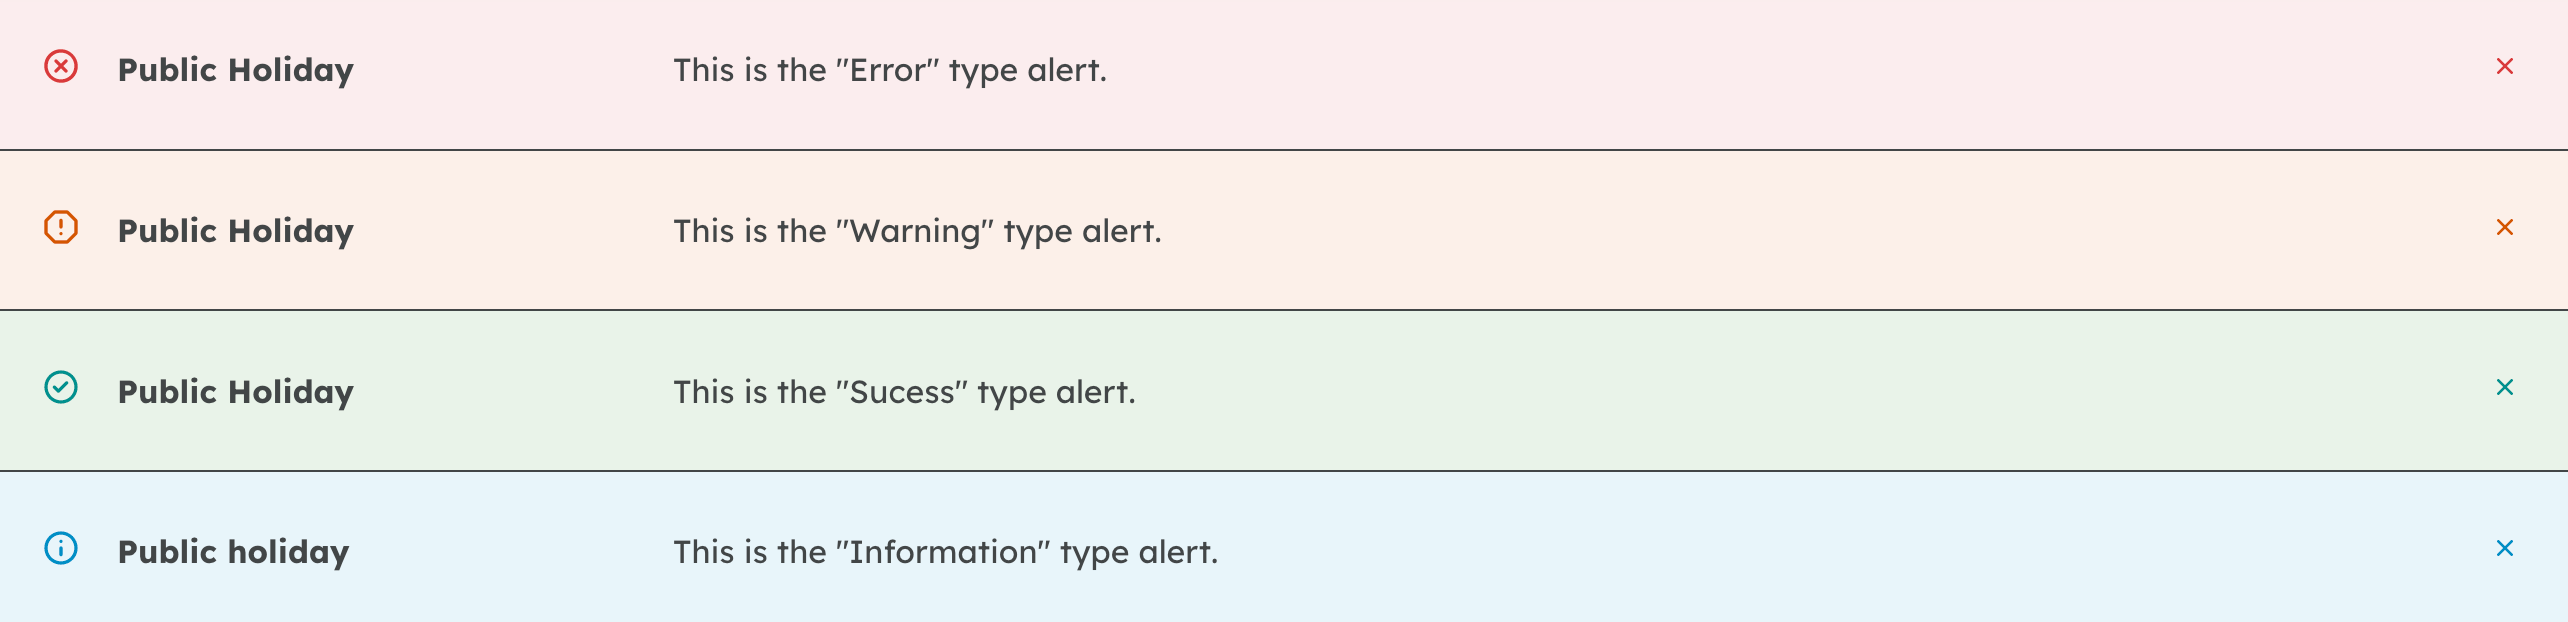 Public Holiday This is the "Error" type alert.
Public Holiday This is the "Warning" type alert.
Public Holiday This is the "Sucess" type alert.
Public holiday This is the "Information" type alert.